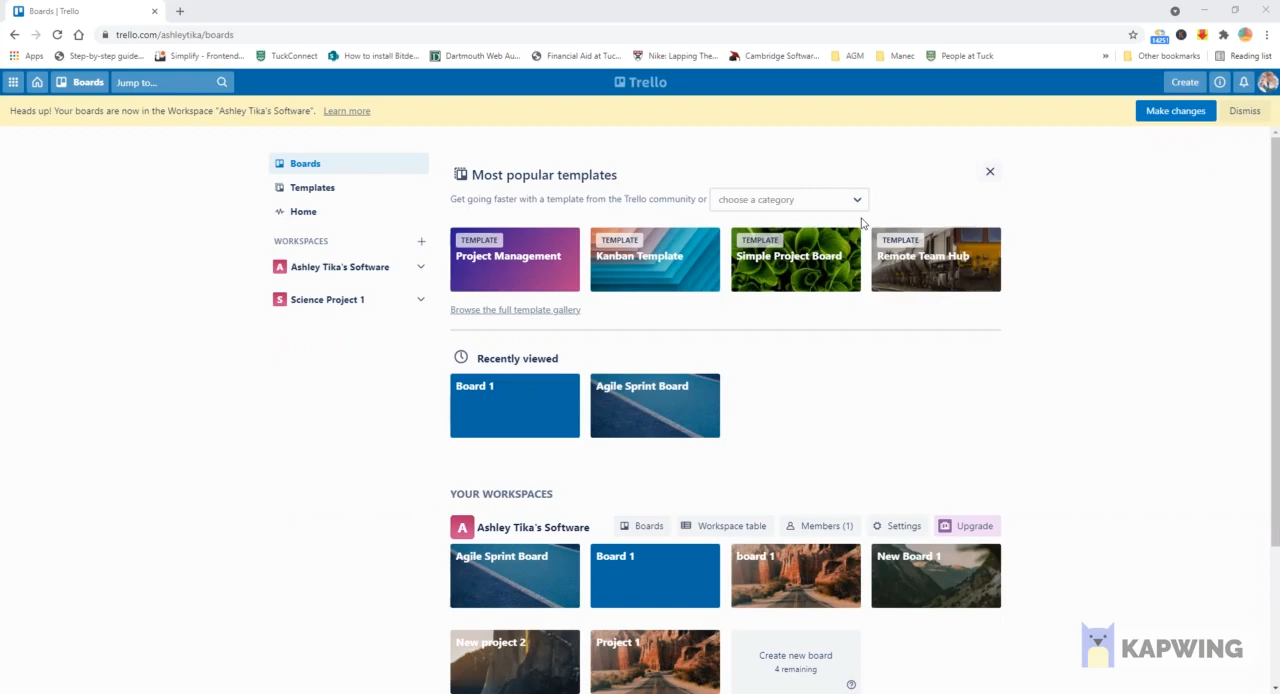 Boards | Trello
trello.com/ashleytika/boards
Apps Step-by-step guide... Simplify - Frontend... TuckConnect How to install Bitde... Dartmouth Web Au... Financial Aid at Tuc... Nike: Lapping The... Cambridge Softwar... AGM Manec People at Tuck » Other bookmarks Reading list
14251
Boards Jump to... Trello Create
Heads up! Your boards are now in the Workspace "Ashley Tika's Software". Learn more Make changes Dismiss
Boards
Templates
Home
WORKSPACES
A Ashley Tika's Software
S Science Project 1
Most popular templates
Get going faster with a template from the Trello community or choose a category
TEMPLATE TEMPLATE TEMPLATE TEMPLATE
Project Management Kanban Template Simple Project Board Remote Team Hub
Browse the full template gallery
Recently viewed
Board 1 Agile Sprint Board
YOUR WORKSPACES
A Ashley Tika's Software Boards Workspace table Members (1) Settings Upgrade
Agile Sprint Board Board 1 board 1 New Board 1
New project 2 Project 1 Create new board
4 remaining
KAPWING